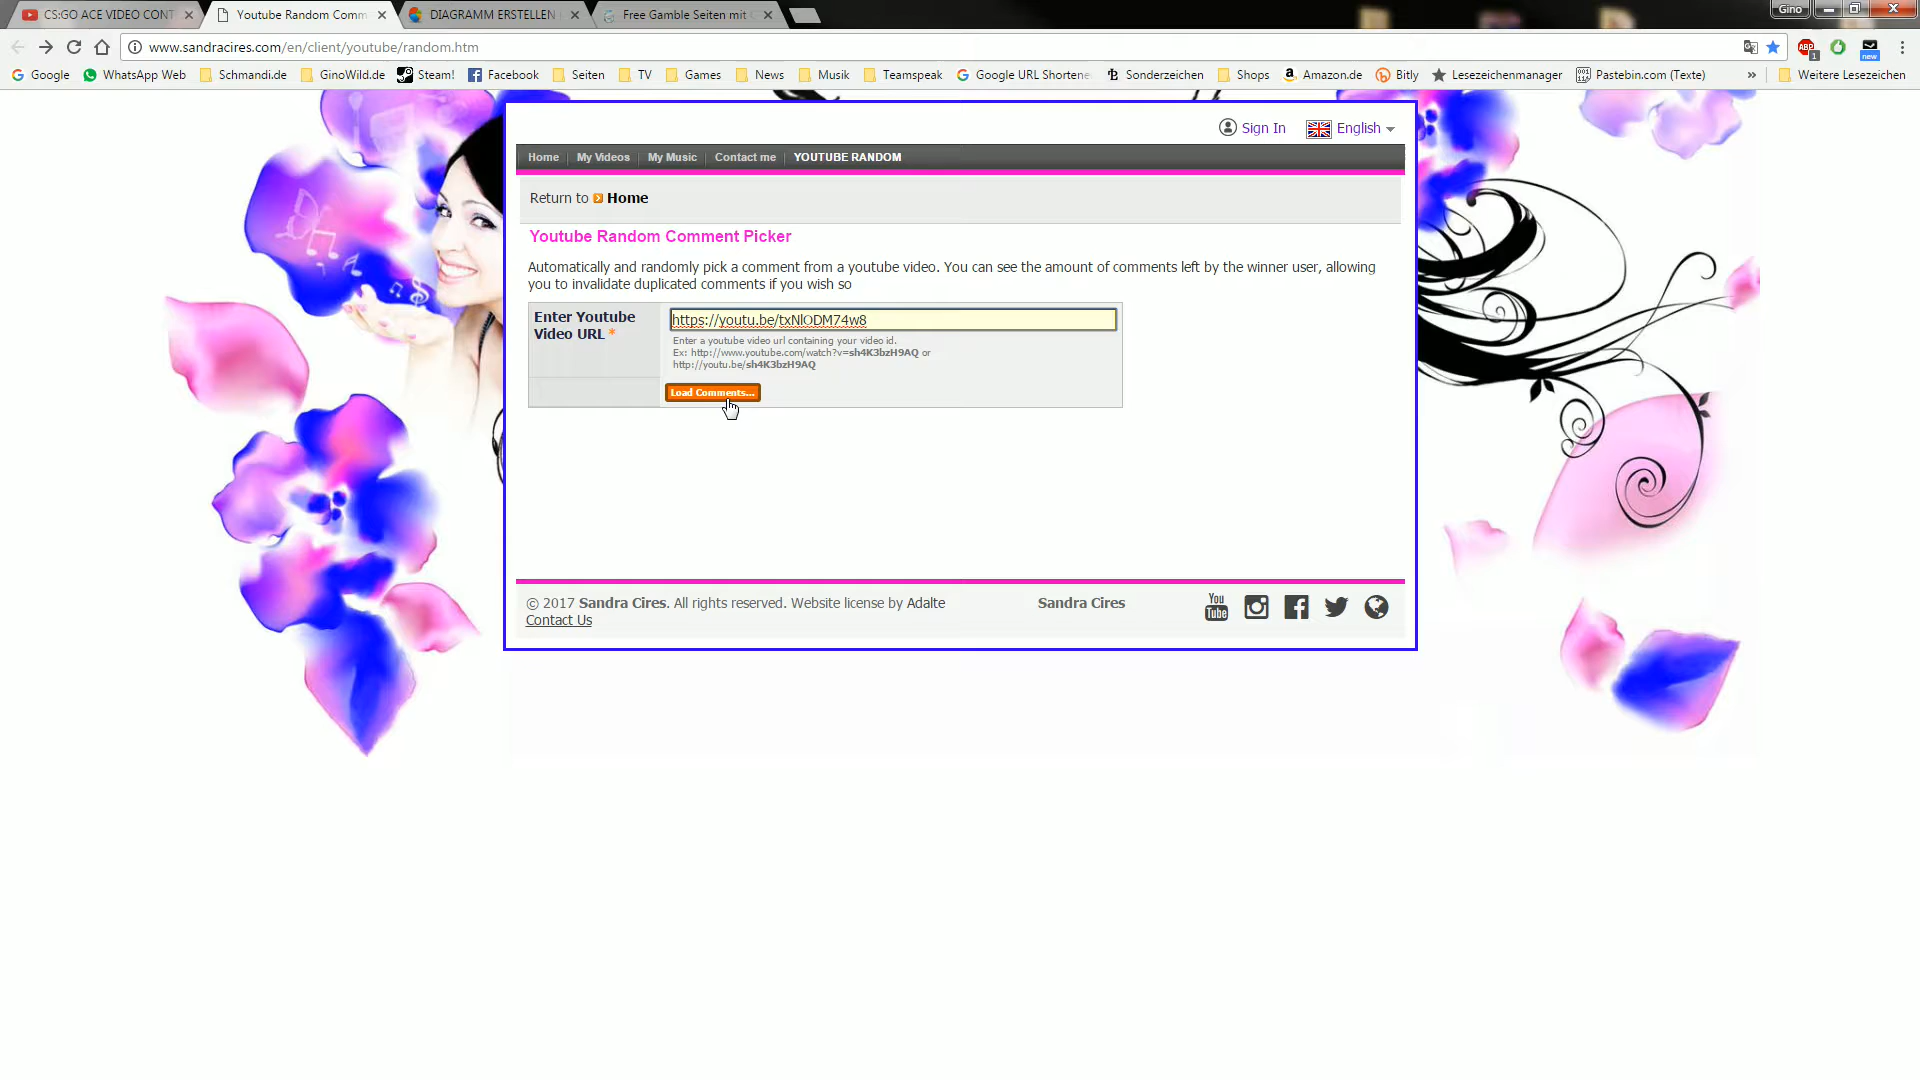 CS:GO ACE VIDEO CONT
Youtube Random Comm
DIAGRAMM ERSTELLEN
Free Gamble Seiten mit
Gino
www.sandracires.com/en/client/youtube/random.htm
Google WhatsApp Web Schmandi.de GinoWild.de Steam! Facebook Seiten TV Games News Musik Teamspeak Google URL Shortene Sonderzeichen Shops Amazon.de Bitly Lesezeichenmanager Pastebin.com (Texte) » Weitere Lesezeichen
Sign In English
Home My Videos My Music Contact me YOUTUBE RANDOM
Return to Home
Youtube Random Comment Picker
Automatically and randomly pick a comment from a youtube video. You can see the amount of comments left by the winner user, allowing
you to invalidate duplicated comments if you wish so
Enter Youtube
Video URL *
https://youtu.be/txNlODM74w8
Enter a youtube video url containing your video id.
Ex: http://www.youtube.com/watch?v=sh4K3bzH9AQ or
http://youtu.be/sh4K3bzH9AQ
Load Comments...
© 2017 Sandra Cires. All rights reserved. Website license by Adalte
Contact Us
Sandra Cires
You
Tube